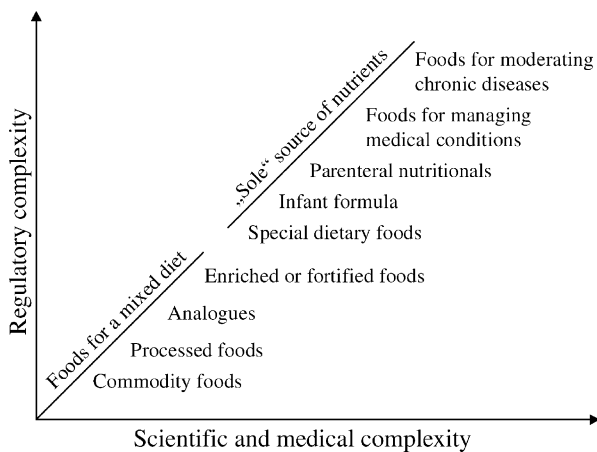 Regulatory complexity
Foods for a mixed diet
„Sole“ source of nutrients
Foods for moderating
chronic diseases
Foods for managing
medical conditions
Parenteral nutritionals
Infant formula
Special dietary foods
Enriched or fortified foods
Analogues
Processed foods
Commodity foods
Scientific and medical complexity